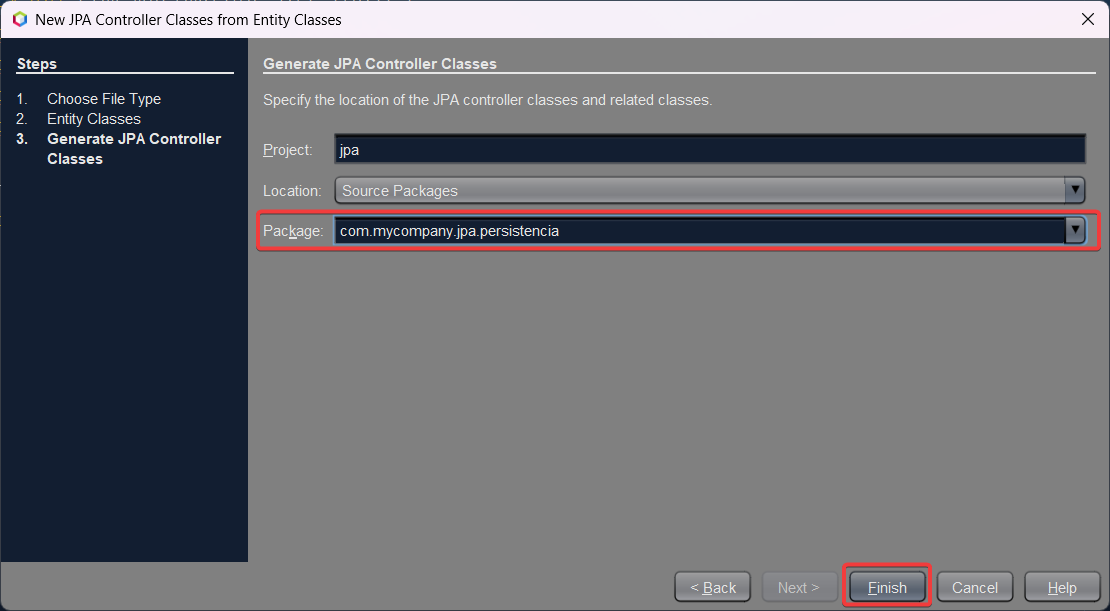 New JPA Controller Classes from Entity Classes
Steps
1. Choose File Type
2. Entity Classes
3. Generate JPA Controller
Classes
Generate JPA Controller Classes
Specify the location of the JPA controller classes and related classes.
Project: jpa
Location: Source Packages
Package: com.mycompany.jpa.persistencia
< Back Next > Finish Cancel Help